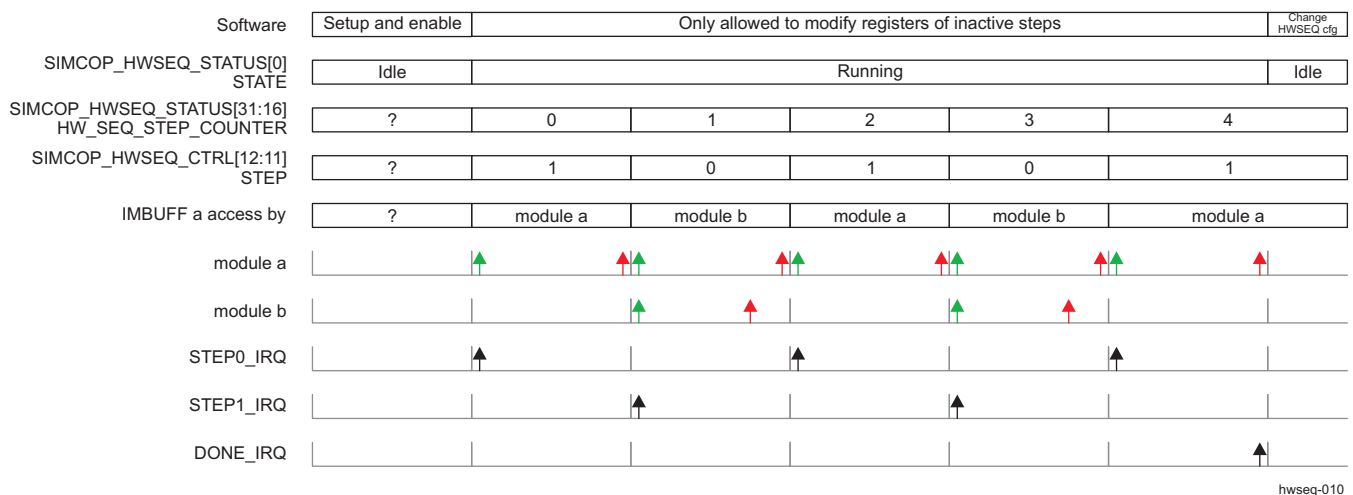 Software
Setup and enable
Only allowed to modify registers of inactive steps
Change
HWSEQ cfg
SIMCOP_HWSEQ_STATUS[0]
STATE
Idle
Running
Idle
SIMCOP_HWSEQ_STATUS[31:16]
HW_SEQ_STEP_COUNTER
?
0
1
2
3
4
SIMCOP_HWSEQ_CTRL[12:11]
STEP
?
1
0
1
0
1
IMBUFF a access by
?
module a
module b
module a
module b
module a
module a
module b
STEP0_IRQ
STEP1_IRQ
DONE_IRQ
hwseq-010